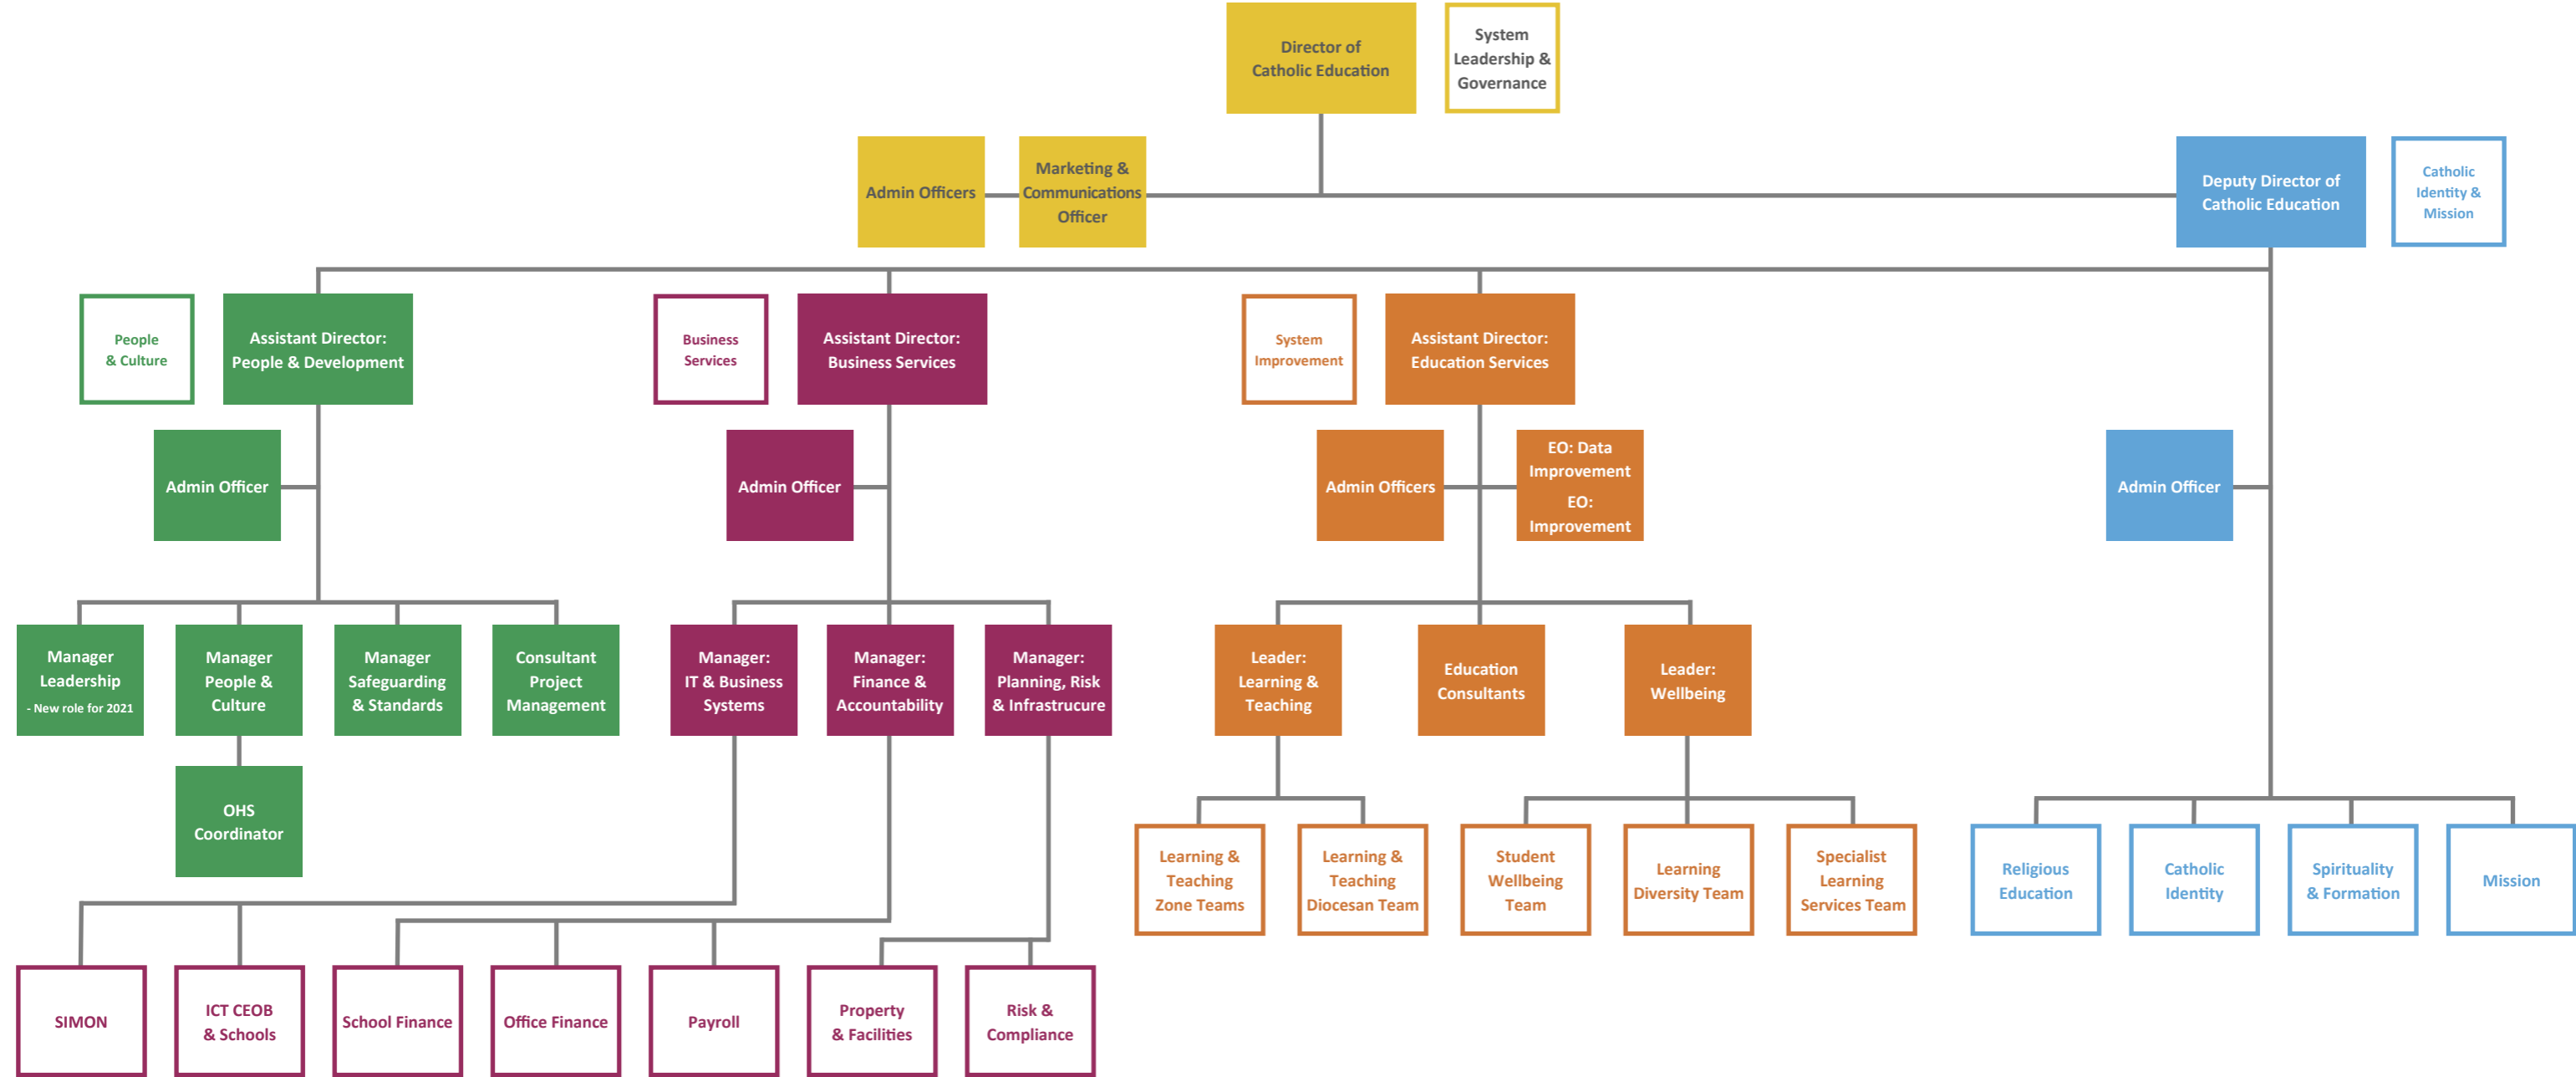 Director of
Catholic Education
System
Leadership &
Governance
Admin Officers
Marketing &
Communications
Officer
Deputy Director of
Catholic Education
Catholic
Identity &
Mission
People
& Culture
Assistant Director:
People & Development
Business
Services
Assistant Director:
Business Services
System
Improvement
Assistant Director:
Education Services
Admin Officer
Admin Officer
Admin Officers
EO: Data
Improvement
EO:
Improvement
Admin Officer
Manager
Leadership
- New role for 2021
Manager
People &
Culture
Manager
Safeguarding
& Standards
Consultant
Project
Management
Manager:
IT & Business
Systems
Manager:
Finance &
Accountability
Manager:
Planning, Risk
& Infrastrucure
Leader:
Learning &
Teaching
Education
Consultants
Leader:
Wellbeing
OHS
Coordinator
Learning &
Teaching
Zone Teams
Learning &
Teaching
Diocesan Team
Student
Wellbeing
Team
Learning
Diversity Team
Specialist
Learning
Services Team
Religious
Education
Catholic
Identity
Spirituality
& Formation
Mission
SIMON
ICT CEOB
& Schools
School Finance
Office Finance
Payroll
Property
& Facilities
Risk &
Compliance